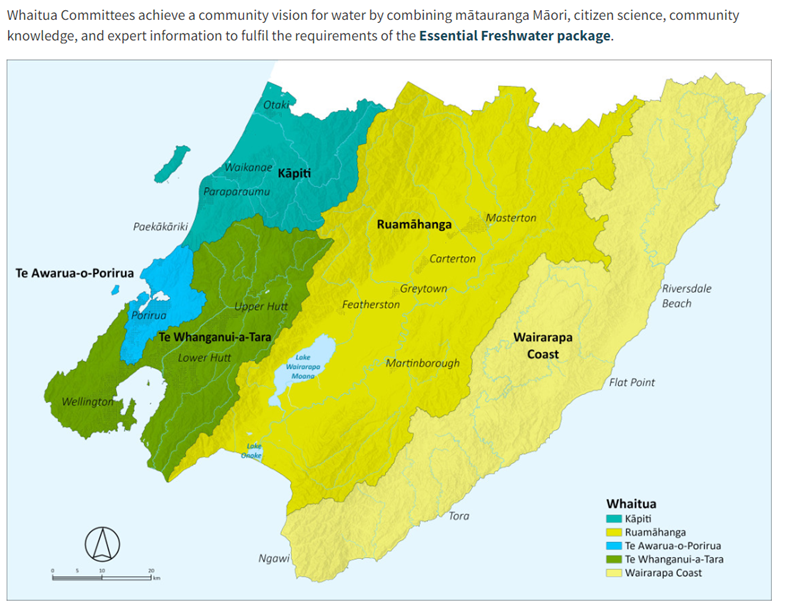 Whaitua Committees achieve a community vision for water by combining mātauranga Māori, citizen science, community
knowledge, and expert information to fulfil the requirements of the Essential Freshwater package.
Otaki
Waikanae
Kāpiti
Paraparaumu
Paekākāriki
Ruamāhanga
Masterton
Carterton
Te Awarua-o-Porirua
Greytown
Riversdale
Beach
Featherston
Upper Hutt
Porirua
Te Whanganui-a-Tara
Wairarapa
Coast
Lower Hutt
Lake
Wairarapa
Moana
Martinborough
Flat Point
Wellington
Lake
Onoke
Tora
Ngawi
Whaitua
Kāpiti
Ruamāhanga
Te Awarua-o-Porirua
Te Whanganui-a-Tara
Wairarapa Coast
0 5 10 20
km